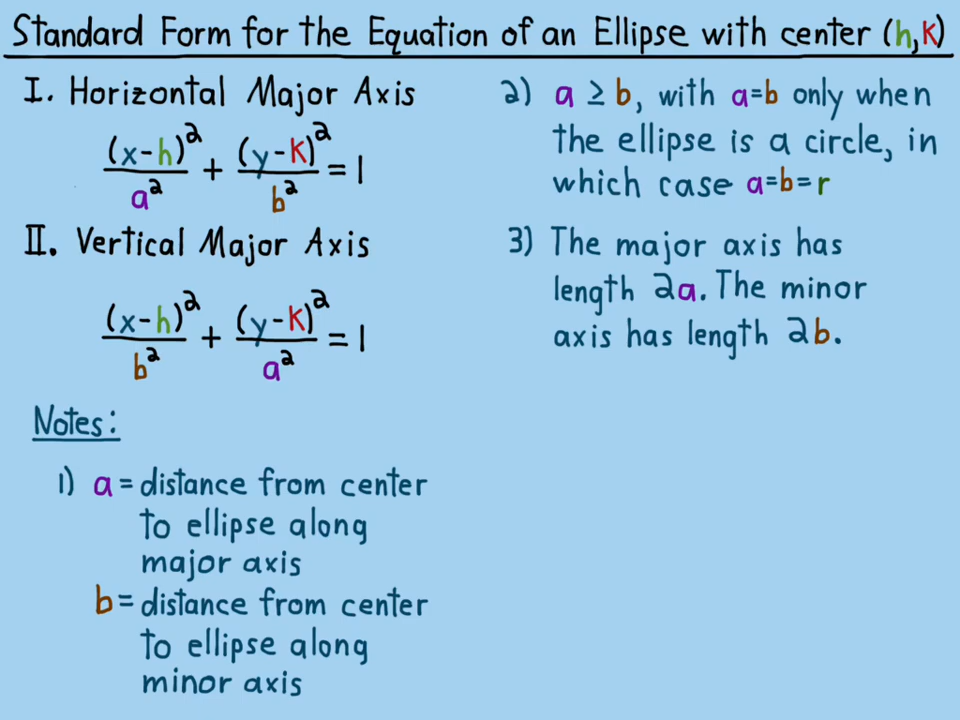 Standard Form for the Equation of an Ellipse with center (h,k)
I. Horizontal Major Axis
(x-h)²/a² + (y-k)²/b² = 1
II. Vertical Major Axis
(x-h)²/b² + (y-k)²/a² = 1
Notes:
1) a = distance from center
to ellipse along
major axis
b = distance from center
to ellipse along
minor axis
2) a ≥ b, with a=b only when
the ellipse is a circle, in
which case a=b=r
3) The major axis has
length 2a. The minor
axis has length 2b.